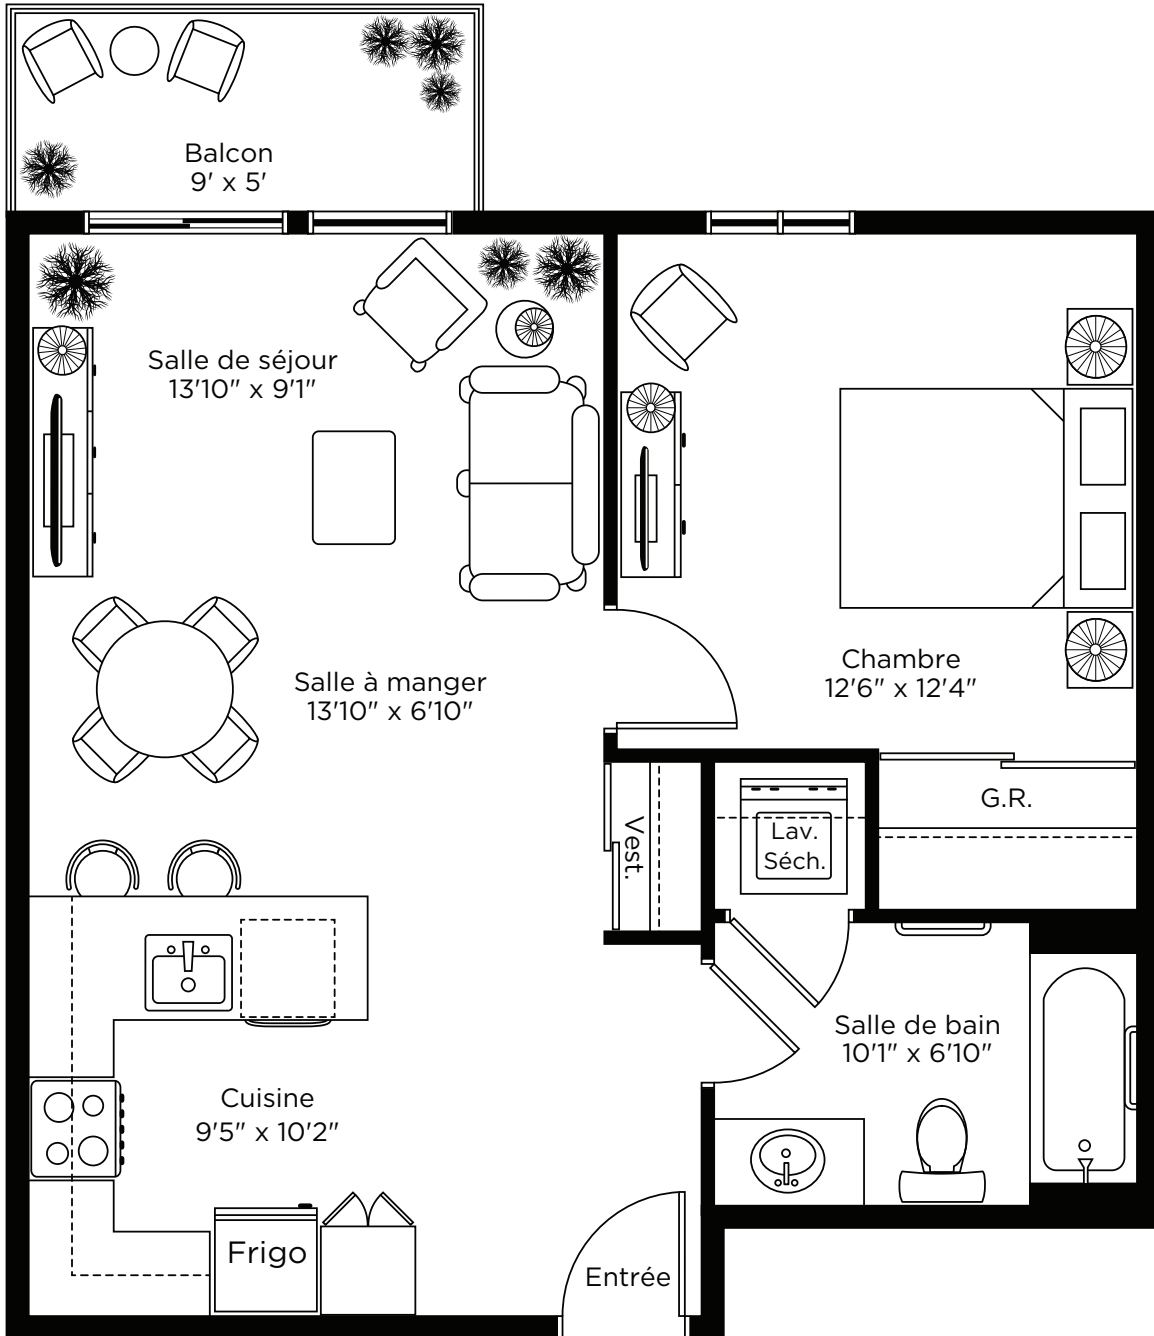 Balcon
9' x 5'
Salle de séjour
13'10" x 9'1"
Salle à manger
13'10" x 6'10"
Chambre
12'6" x 12'4"
G.R.
Vest.
Lav.
Séch.
Salle de bain
10'1" x 6'10"
Cuisine
9'5" x 10'2"
Frigo
Entrée